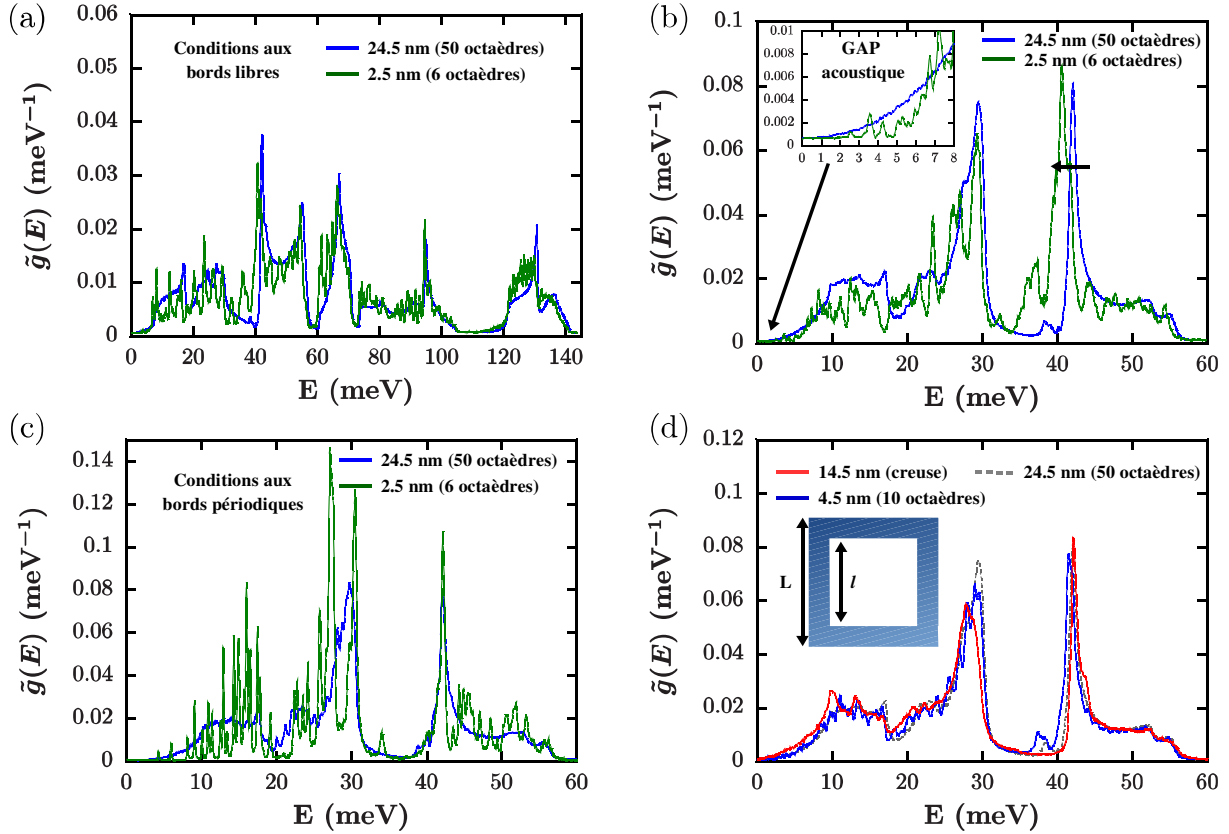 (a)
0.06
0.05
0.04
0.03
0.02
0.01
0
g̃(E) (meV⁻¹)
Conditions aux
bords libres
24.5 nm (50 octaèdres)
2.5 nm (6 octaèdres)
0 20 40 60 80 100 120 140
E (meV)
(b)
0.1
0.08
0.06
0.04
0.02
0
g̃(E) (meV⁻¹)
24.5 nm (50 octaèdres)
2.5 nm (6 octaèdres)
0.01
0.008
0.006
0.004
0.002
0
GAP
acoustique
0 1 2 3 4 5 6 7 8
0 10 20 30 40 50 60
E (meV)
(c)
0.14
0.12
0.1
0.08
0.06
0.04
0.02
0
g̃(E) (meV⁻¹)
Conditions aux
bords périodiques
24.5 nm (50 octaèdres)
2.5 nm (6 octaèdres)
0 10 20 30 40 50 60
E (meV)
(d)
0.12
0.1
0.08
0.06
0.04
0.02
0
g̃(E) (meV⁻¹)
14.5 nm (creuse)
24.5 nm (50 octaèdres)
4.5 nm (10 octaèdres)
L
l
0 10 20 30 40 50 60
E (meV)